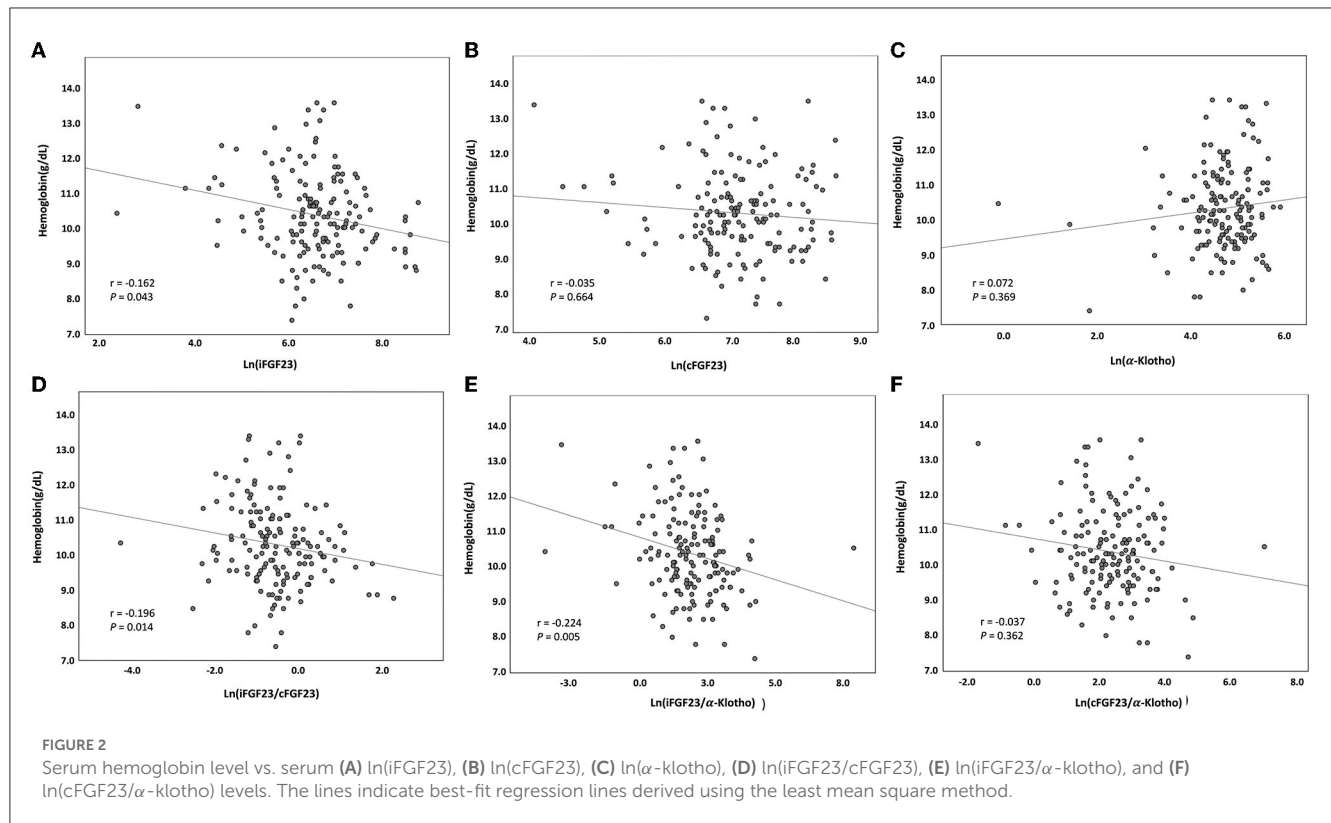 A
14.0
13.0
12.0
11.0
10.0
9.0
8.0
7.0
Hemoglobin(g/dL)
r = -0.162
P = 0.043
2.0 4.0 6.0 8.0
Ln(iFGF23)
B
14.0
13.0
12.0
11.0
10.0
9.0
8.0
7.0
Hemoglobin(g/dL)
r = -0.035
P = 0.664
4.0 5.0 6.0 7.0 8.0 9.0
Ln(cFGF23)
C
14.0
13.0
12.0
11.0
10.0
9.0
8.0
7.0
Hemoglobin(g/dL)
r = 0.072
P = 0.369
0.0 2.0 4.0 6.0
Ln(α-Klotho)
D
14.0
13.0
12.0
11.0
10.0
9.0
8.0
7.0
Hemoglobin(g/dL)
r = -0.196
P = 0.014
-4.0 -2.0 0.0 2.0
Ln(iFGF23/cFGF23)
E
14.0
13.0
12.0
11.0
10.0
9.0
8.0
7.0
Hemoglobin(g/dL)
r = -0.224
P = 0.005
-3.0 0.0 3.0 5.0 8.0
Ln(iFGF23/α-Klotho) )
F
14.0
13.0
12.0
11.0
10.0
9.0
8.0
7.0
Hemoglobin(g/dL)
r = -0.037
P = 0.362
-2.0 0.0 2.0 4.0 6.0 8.0
Ln(cFGF23/α-Klotho) )
FIGURE 2
Serum hemoglobin level vs. serum (A) ln(iFGF23), (B) ln(cFGF23), (C) ln(α-klotho), (D) ln(iFGF23/cFGF23), (E) ln(iFGF23/α-klotho), and (F)
ln(cFGF23/α-klotho) levels. The lines indicate best-fit regression lines derived using the least mean square method.